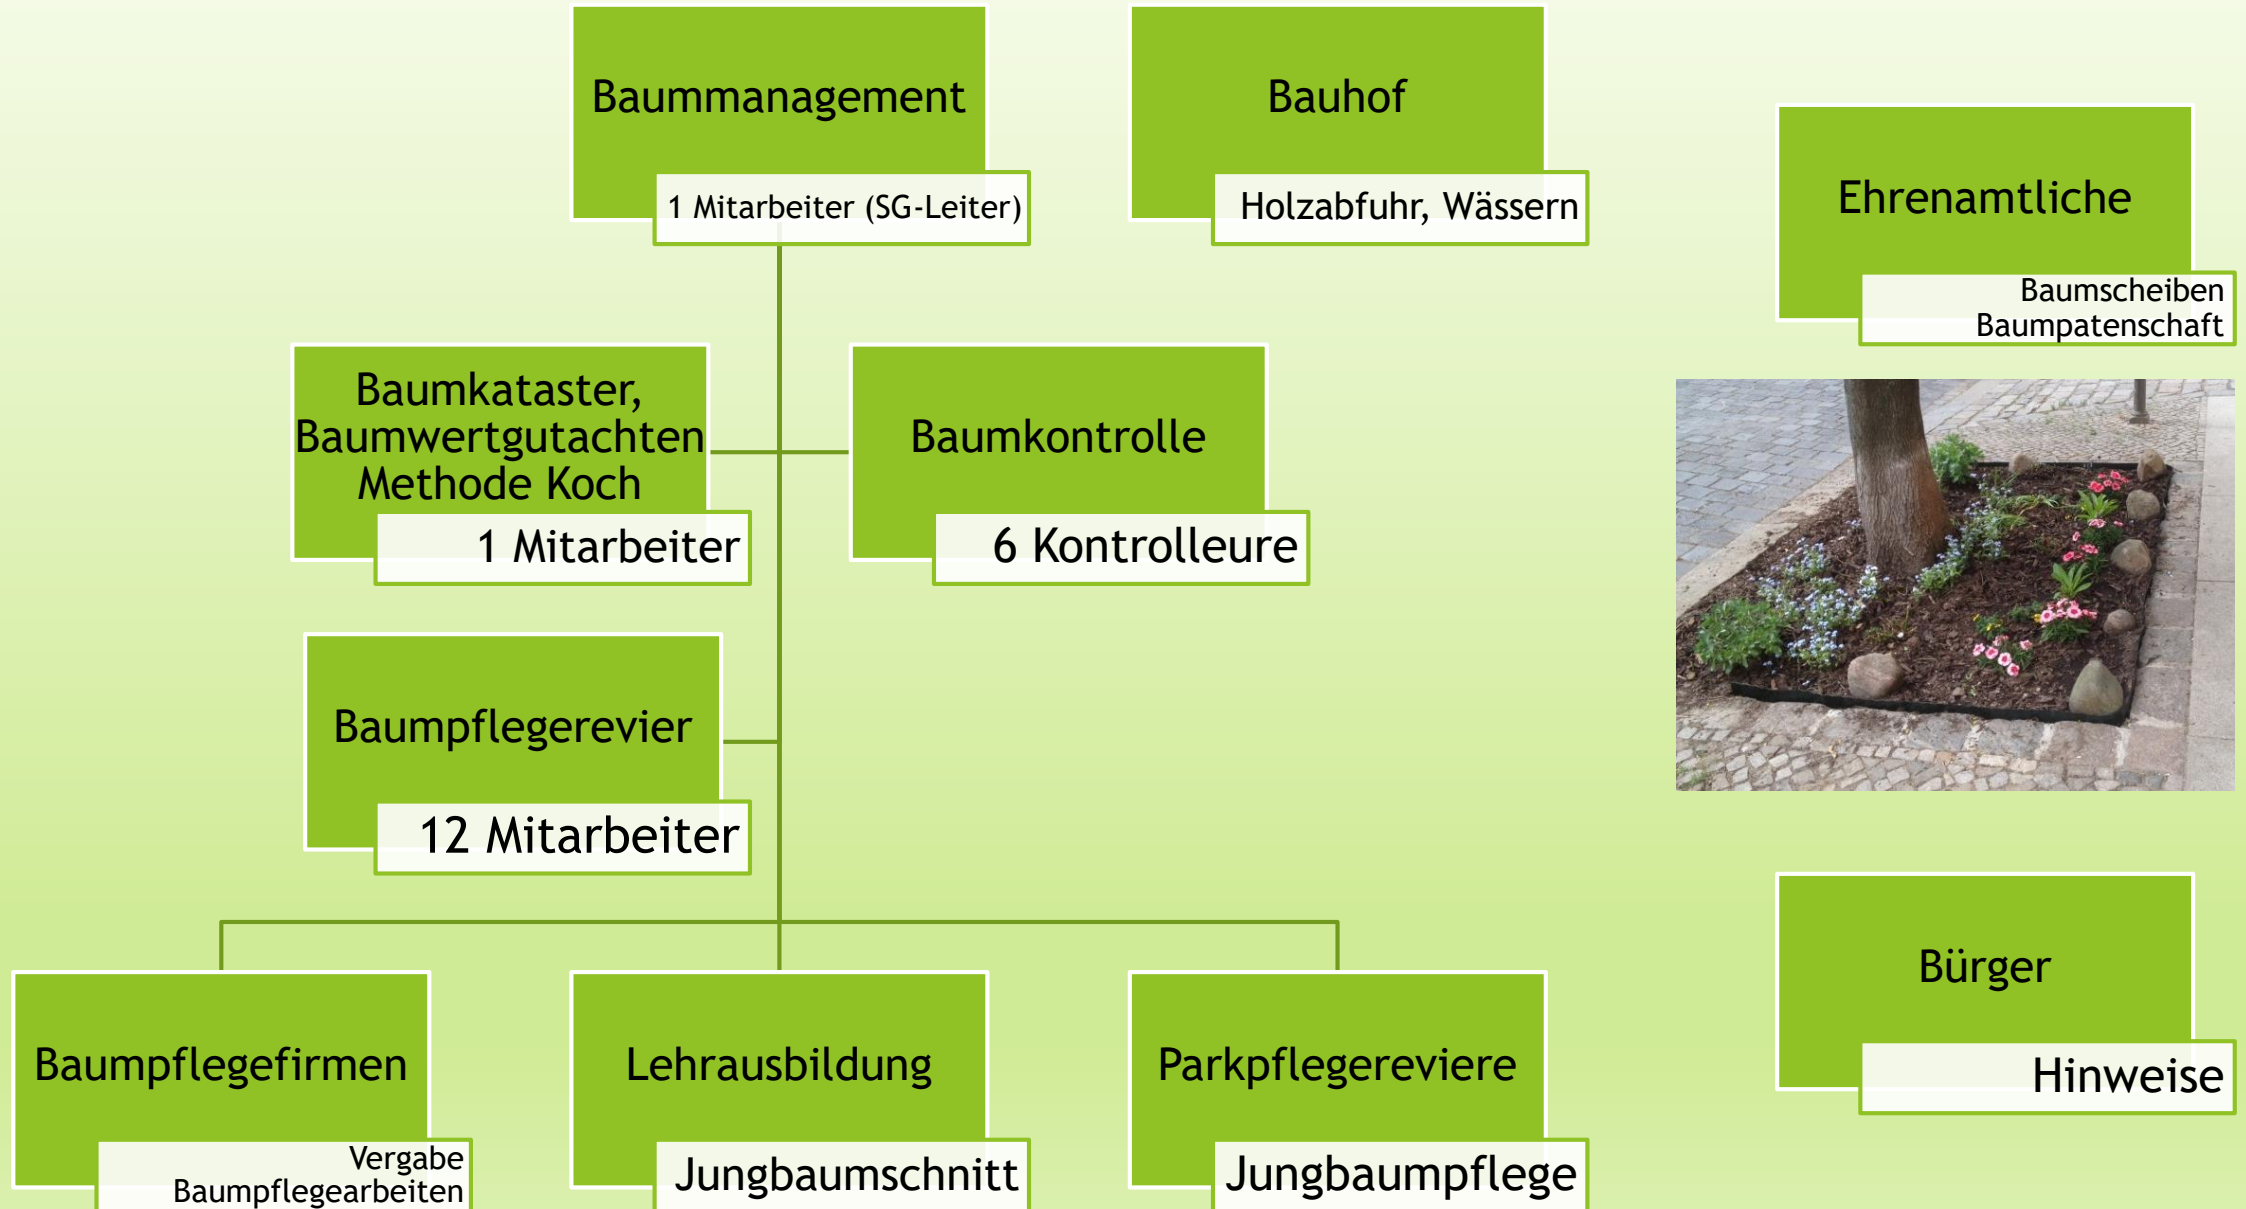 Baummanagement
1 Mitarbeiter (SG-Leiter)
Bauhof
Holzabfuhr, Wässern
Ehrenamtliche
Baumscheiben
Baumpatenschaft
Baumkataster,
Baumwertgutachten
Methode Koch
1 Mitarbeiter
Baumkontrolle
6 Kontrolleure
Baumpflegerevier
12 Mitarbeiter
Bürger
Hinweise
Baumpflegefirmen
Vergabe
Baumpflegearbeiten
Lehrausbildung
Jungbaumschnitt
Parkpflegereviere
Jungbaumpflege